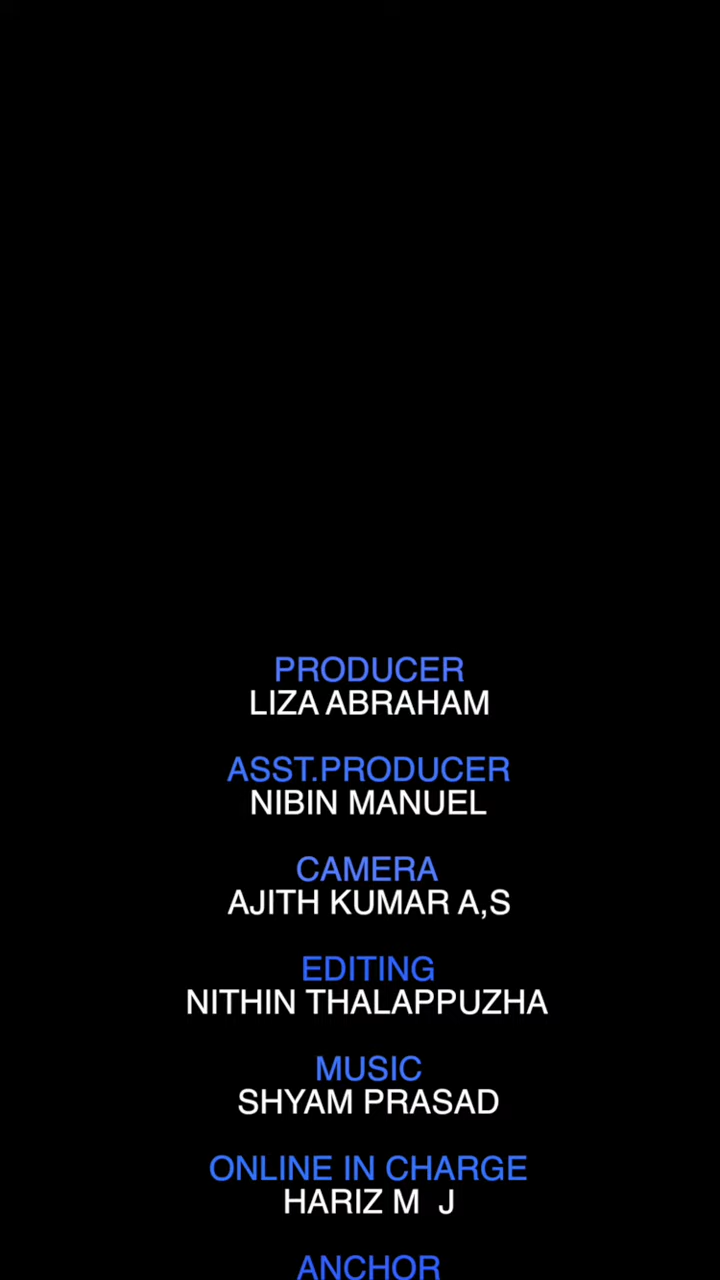 PRODUCER
LIZA ABRAHAM
ASST.PRODUCER
NIBIN MANUEL
CAMERA
AJITH KUMAR A,S
EDITING
NITHIN THALAPPUZHA
MUSIC
SHYAM PRASAD
ONLINE IN CHARGE
HARIZ M  J
ANCHOR